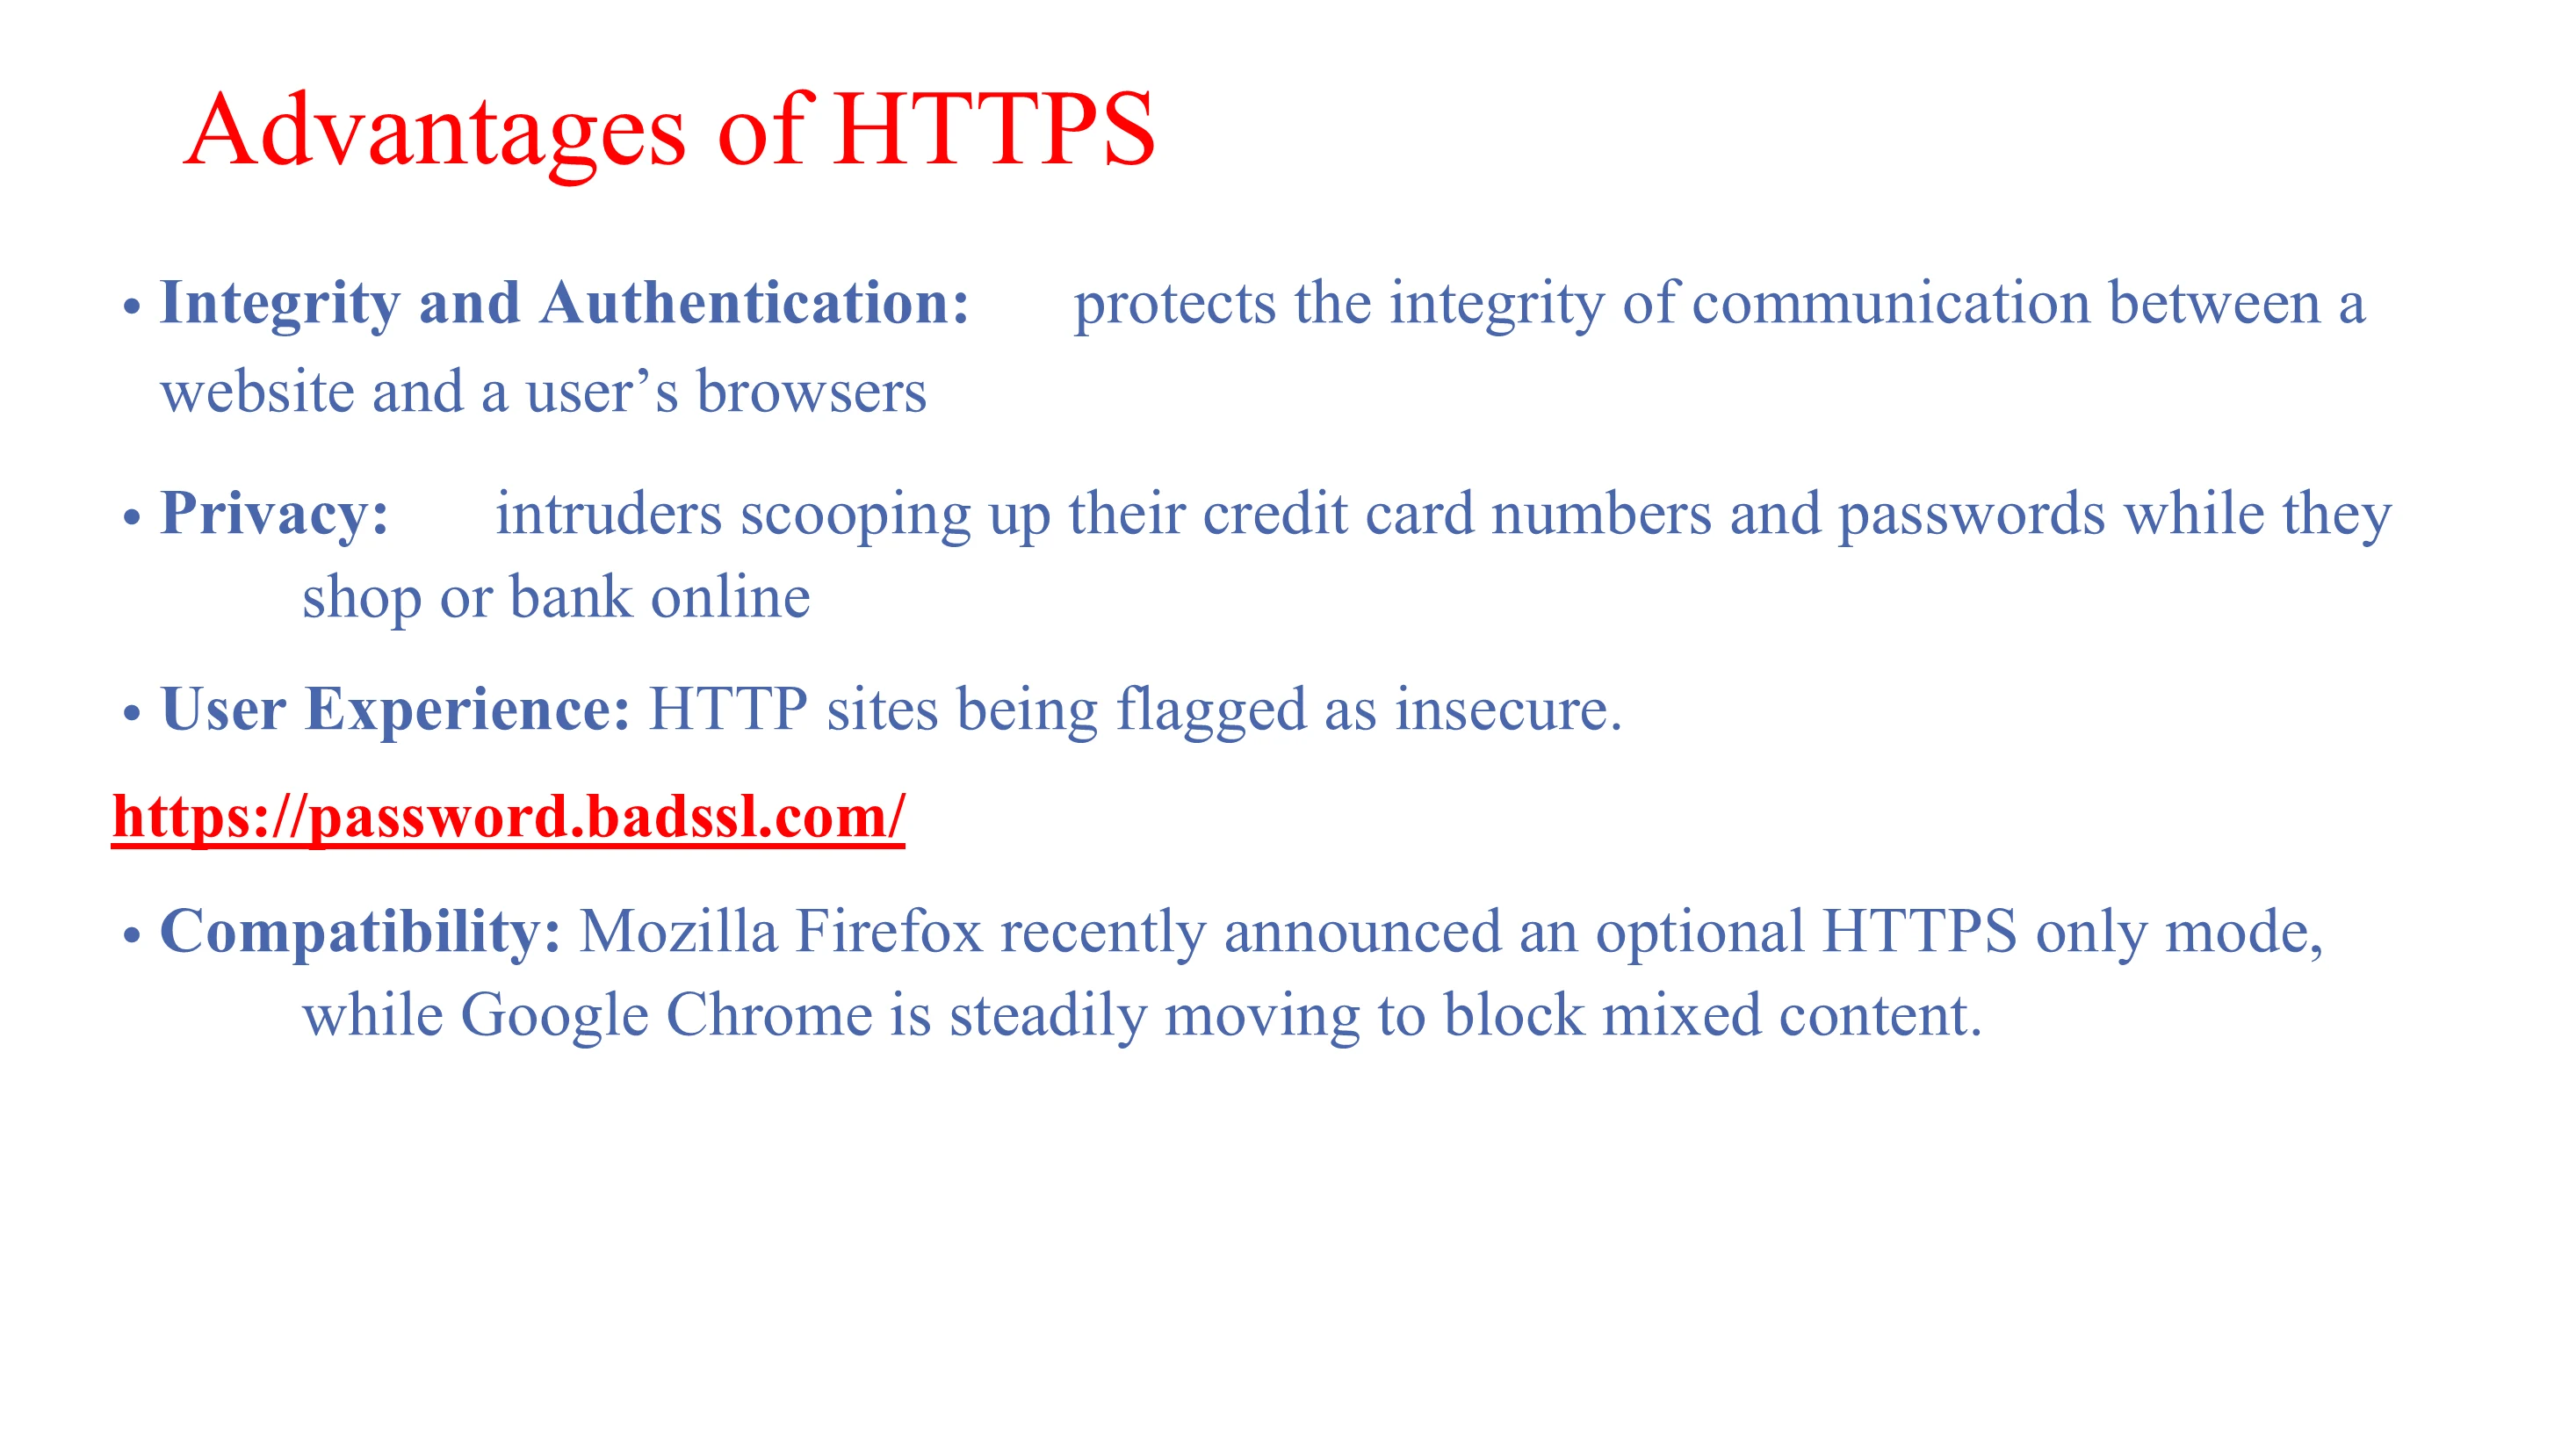 Advantages of HTTPS
• Integrity and Authentication: protects the integrity of communication between a
website and a user’s browsers
• Privacy: intruders scooping up their credit card numbers and passwords while they
shop or bank online
• User Experience: HTTP sites being flagged as insecure.
https://password.badssl.com/
• Compatibility: Mozilla Firefox recently announced an optional HTTPS only mode,
while Google Chrome is steadily moving to block mixed content.